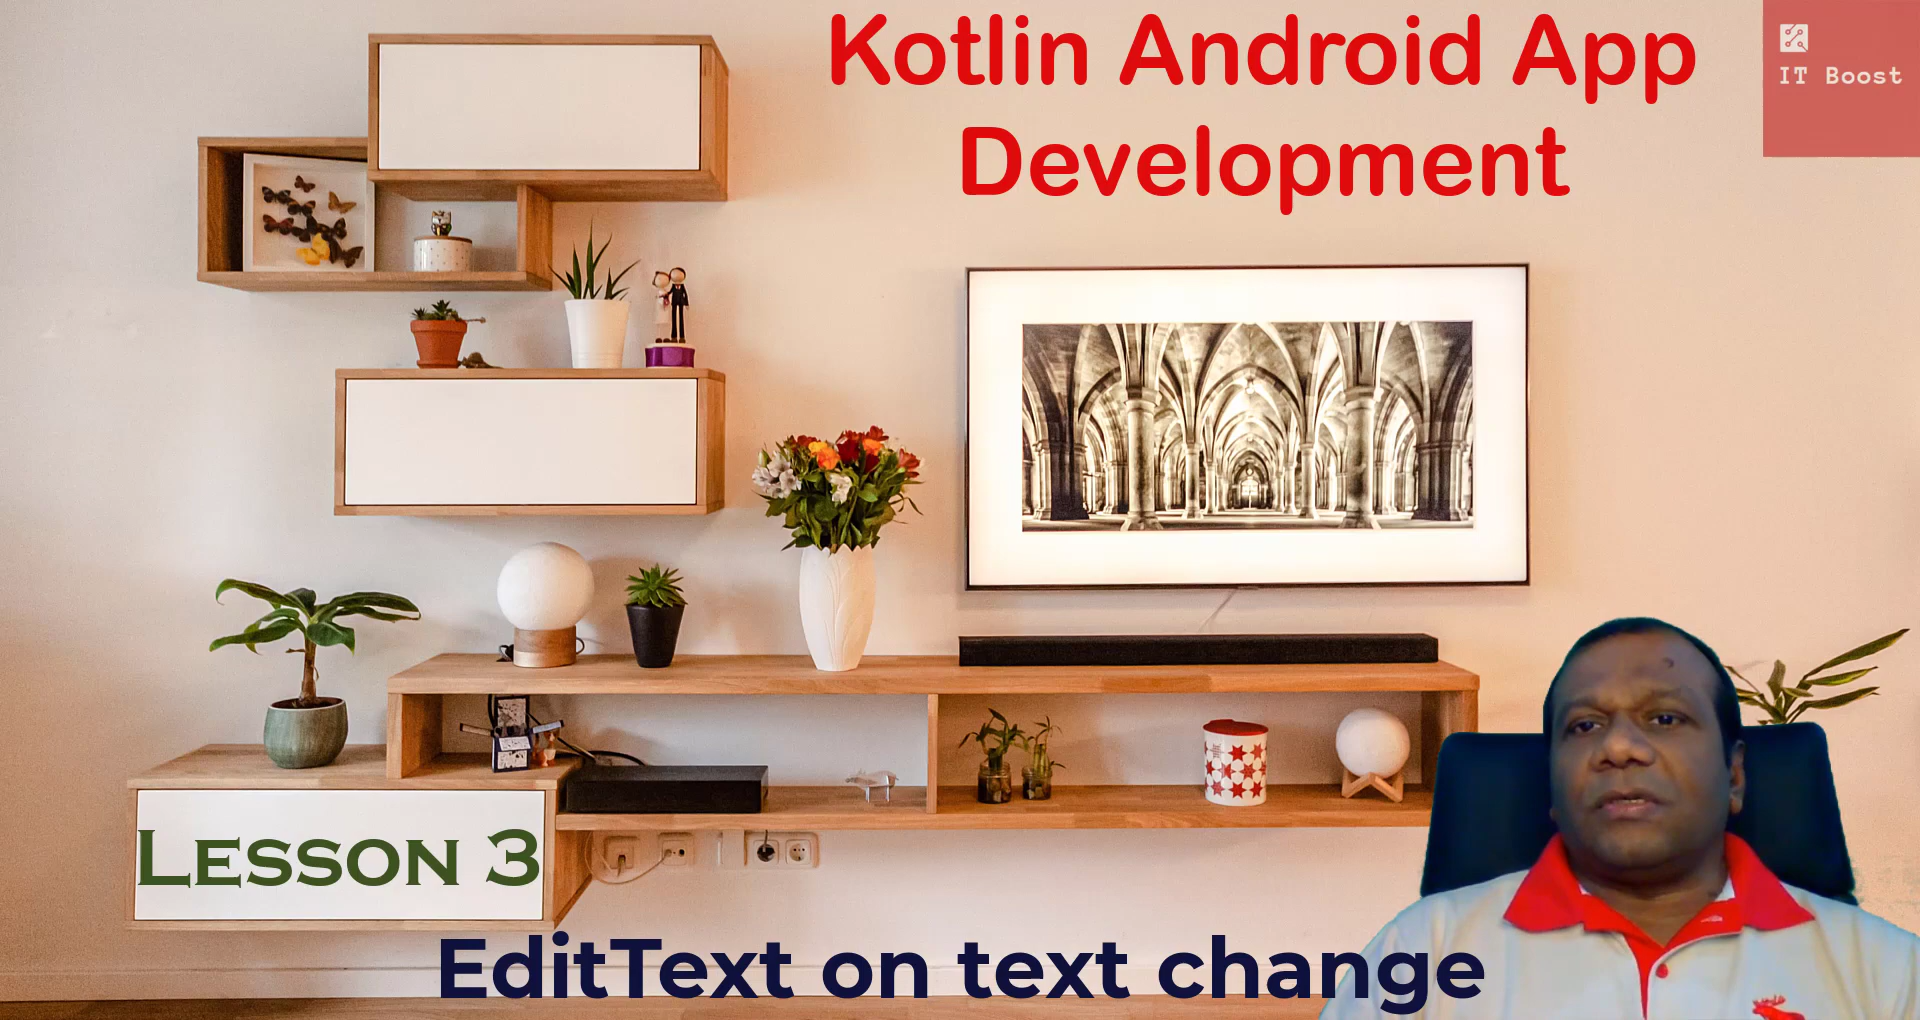 Kotlin Android App
Development
IT Boost
Lesson 3
EditText on text change